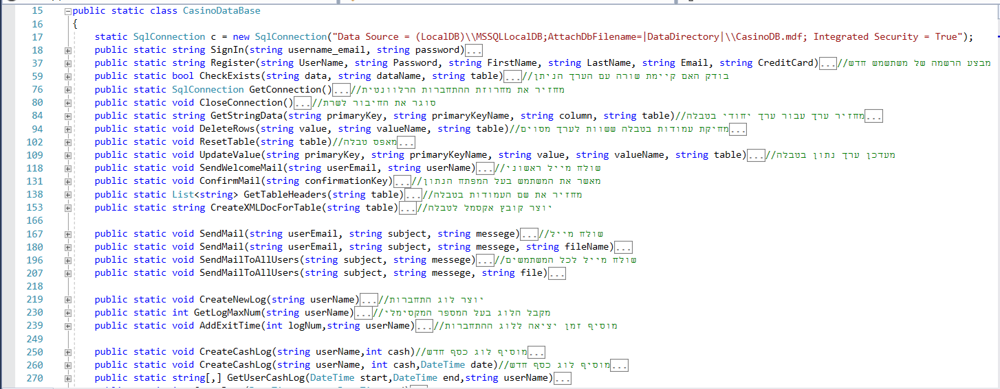 15 public static class CasinoDataBase
16 {
17 static SqlConnection c = new SqlConnection("Data Source = (LocalDB)\\MSSQLLocalDB;AttachDbFilename=|DataDirectory|\\CasinoDB.mdf; Integrated Security = True");
18 public static string SignIn(string username_email, string password)...
37 public static string Register(string UserName, string Password, string FirstName, string LastName, string Email, string CreditCard)...//מבצע הרשמה של משתשמש חדש
59 public static bool CheckExists(string data, string dataName, string table)...//בודק האם קיימת שורה עם הערך הניתן
76 public static SqlConnection GetConnection()...//מחזיר את מחרוזת ההתחברות הרלוונטית
80 public static void CloseConnection()...//סוגר את החיבור לשרת
84 public static string GetStringData(string primaryKey, string primaryKeyName, string column, string table)//מחזיר ערך עבור ערך יחודי בטבלה...
94 public static void DeleteRows(string value, string valueName, string table)//מחיקת עמודות בטבלה ששוות לערך מסוים...
102 public static void ResetTable(string table)//מאפס טבלה...
109 public static void UpdateValue(string primaryKey, string primaryKeyName, string value, string valueName, string table)...//מעדכן ערך נתון בטבלה
118 public static void SendWelcomeMail(string userEmail, string userName)...//שולח מייל ראשוני
131 public static void ConfirmMail(string confirmationKey)...//מאשר את המשתמש בעל המפתח הנתון
138 public static List<string> GetTableHeaders(string table)...//מחזיר את שם העמודות בטבלה
153 public static string CreateXMLDocForTable(string table)...//יוצר קובץ אקסמל לטבלה
166
167 public static void SendMail(string userEmail, string subject, string messege)...//שולח מייל
180 public static void SendMail(string userEmail, string subject, string messege, string fileName)...
196 public static void SendMailToAllUsers(string subject, string messege)...//שולח מייל לכל המשתמשים
207 public static void SendMailToAllUsers(string subject, string messege, string file)...
218
219 public static void CreateNewLog(string userName)...//יוצר לוג התחברות
230 public static int GetLogMaxNum(string userName)...//מקבל הלוג בעל המספר המקסימלי
239 public static void AddExitTime(int logNum,string userName)...//מוסיף זמן יציאה ללוג ההתחברות
249
250 public static void CreateCashLog(string userName,int cash)//מוסיף לוג כסף חדש...
260 public static void CreateCashLog(string userName, int cash,DateTime date)//מוסיף לוג כסף חדש...
270 public static string[,] GetUserCashLog(DateTime start,DateTime end,string userName)...